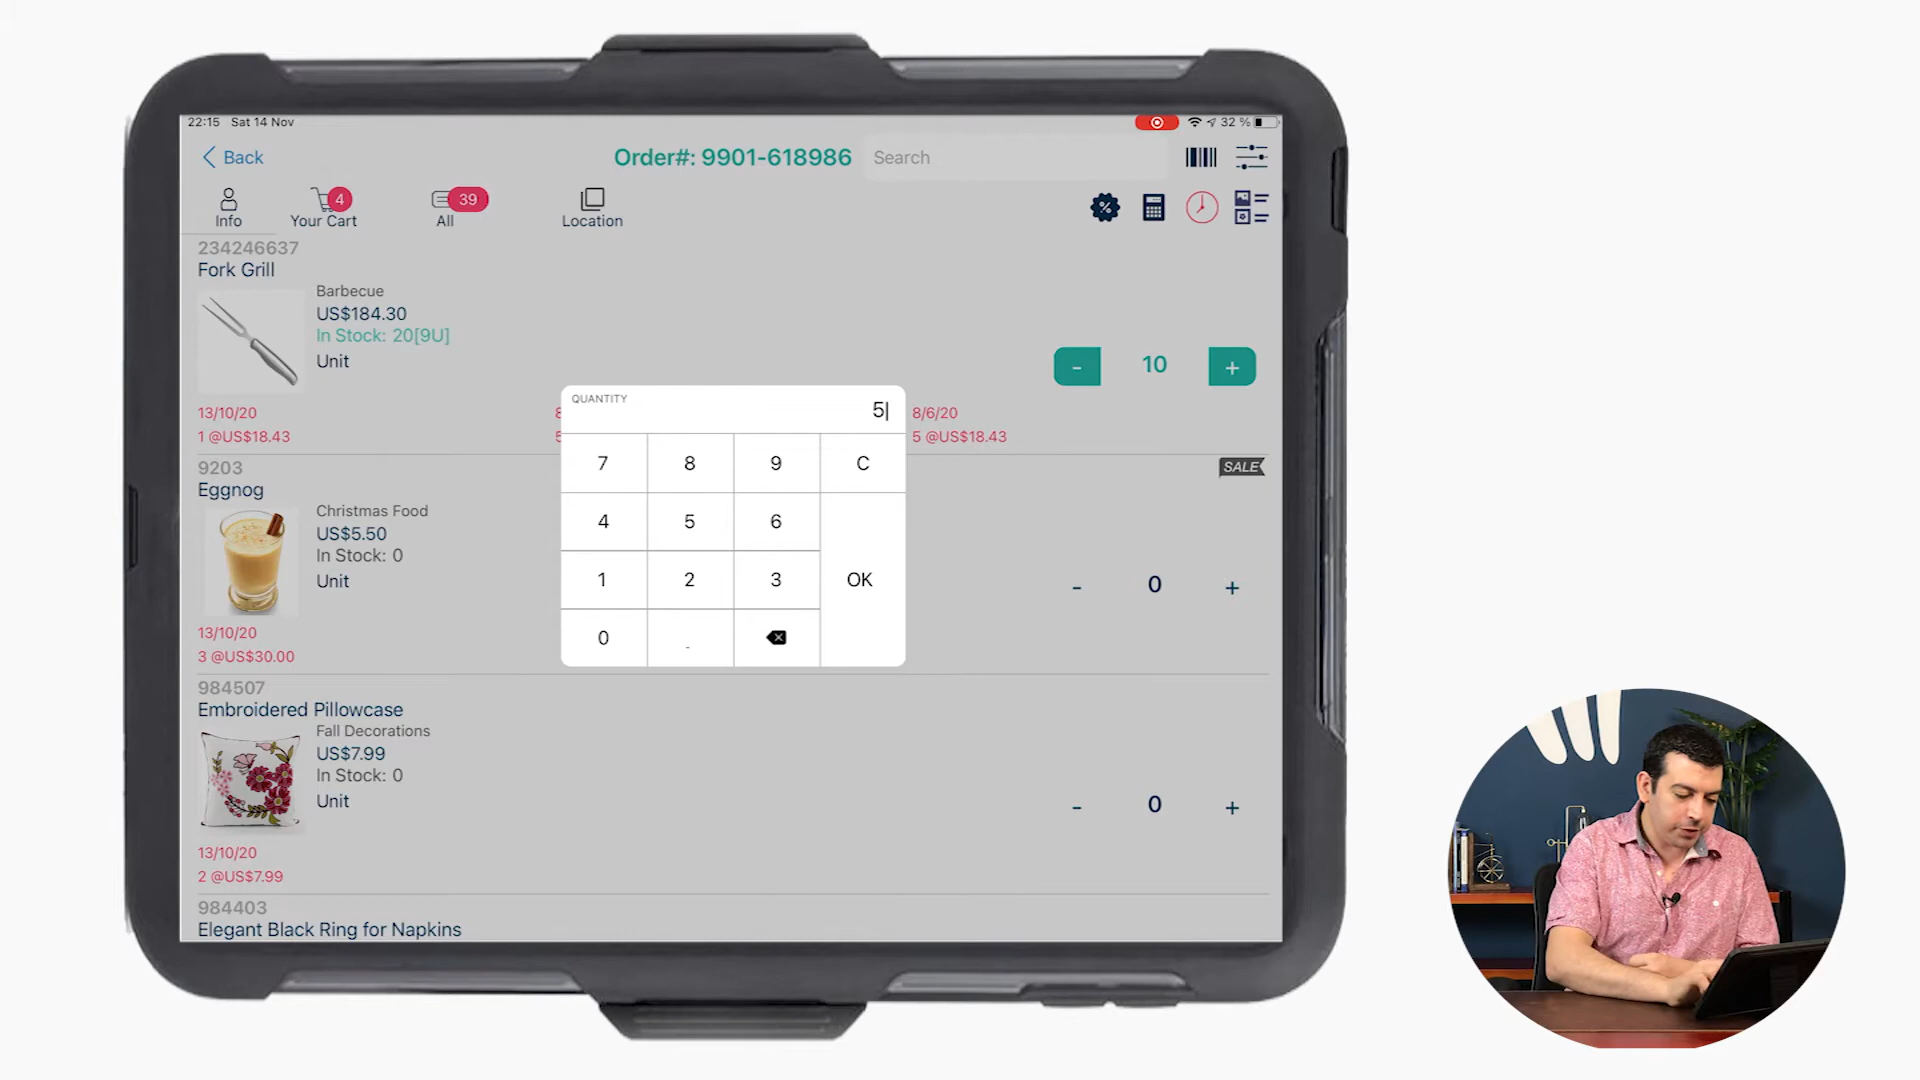 22:15 Sat 14 Nov
32 %
Back
Order#: 9901-618986
Search
4
39
Info
Your Cart
All
Location
234246637
Fork Grill
Barbecue
US$184.30
In Stock: 20[9U]
Unit
- 10 +
13/10/20
1 @US$18.43
8
5
8/6/20
5 @US$18.43
QUANTITY
5
7 8 9 C
4 5 6
1 2 3 OK
0 .
9203
Eggnog
SALE
Christmas Food
US$5.50
In Stock: 0
Unit
- 0 +
13/10/20
3 @US$30.00
984507
Embroidered Pillowcase
Fall Decorations
US$7.99
In Stock: 0
Unit
- 0 +
13/10/20
2 @US$7.99
984403
Elegant Black Ring for Napkins